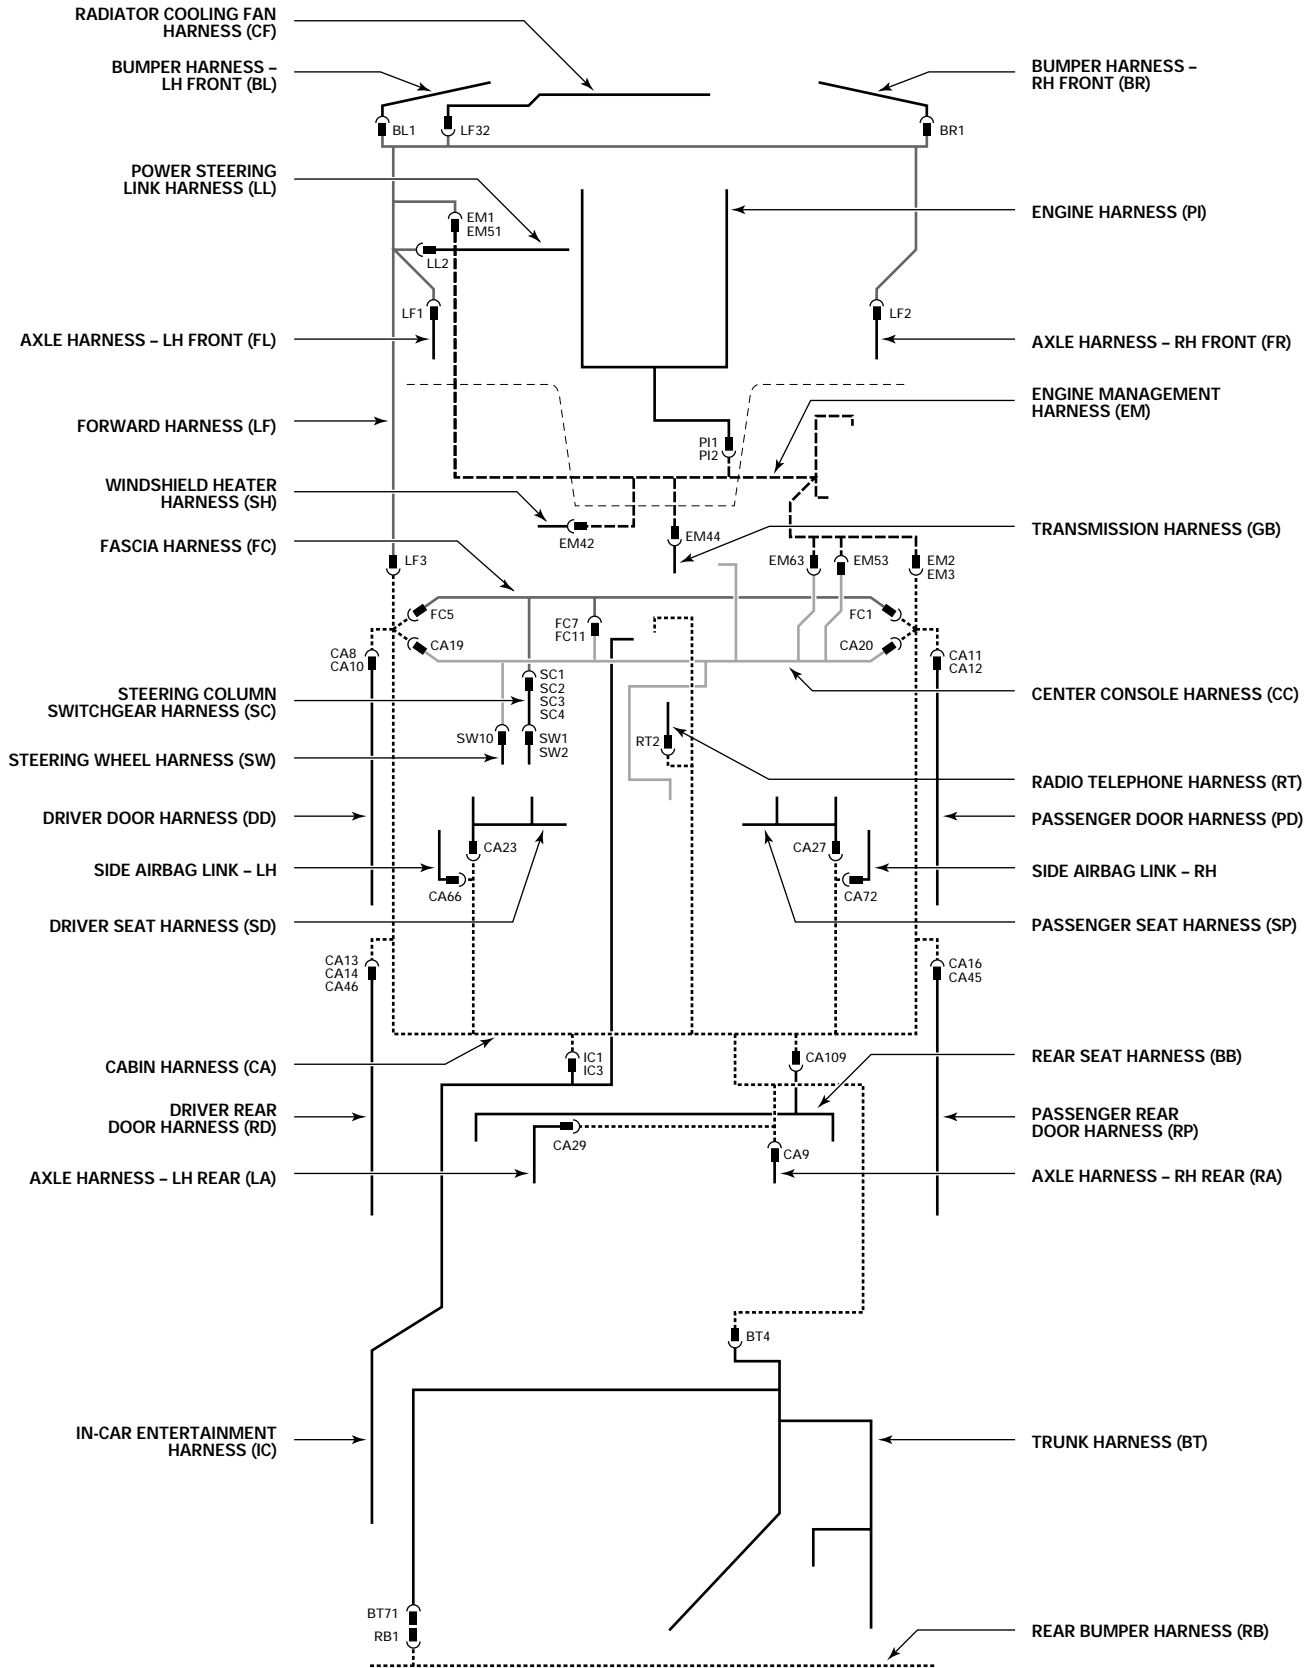 RADIATOR COOLING FAN
HARNESS (CF)
BUMPER HARNESS –
LH FRONT (BL)
BUMPER HARNESS –
RH FRONT (BR)
BL1
LF32
BR1
POWER STEERING
LINK HARNESS (LL)
EM1
EM51
ENGINE HARNESS (PI)
LL2
LF1
LF2
AXLE HARNESS – LH FRONT (FL)
AXLE HARNESS – RH FRONT (FR)
ENGINE MANAGEMENT
HARNESS (EM)
FORWARD HARNESS (LF)
PI1
PI2
WINDSHIELD HEATER
HARNESS (SH)
EM42
EM44
TRANSMISSION HARNESS (GB)
FASCIA HARNESS (FC)
LF3
EM63
EM53
EM2
EM3
FC5
FC7
FC11
FC1
CA8
CA10
CA19
CA20
CA11
CA12
STEERING COLUMN
SWITCHGEAR HARNESS (SC)
SC1
SC2
SC3
SC4
CENTER CONSOLE HARNESS (CC)
SW10
SW1
SW2
RT2
STEERING WHEEL HARNESS (SW)
RADIO TELEPHONE HARNESS (RT)
DRIVER DOOR HARNESS (DD)
PASSENGER DOOR HARNESS (PD)
CA23
CA27
SIDE AIRBAG LINK – LH
SIDE AIRBAG LINK – RH
CA66
CA72
DRIVER SEAT HARNESS (SD)
PASSENGER SEAT HARNESS (SP)
CA13
CA14
CA46
CA16
CA45
CABIN HARNESS (CA)
IC1
IC3
CA109
REAR SEAT HARNESS (BB)
DRIVER REAR
DOOR HARNESS (RD)
PASSENGER REAR
DOOR HARNESS (RP)
CA29
CA9
AXLE HARNESS – LH REAR (LA)
AXLE HARNESS – RH REAR (RA)
BT4
IN-CAR ENTERTAINMENT
HARNESS (IC)
TRUNK HARNESS (BT)
BT71
RB1
REAR BUMPER HARNESS (RB)